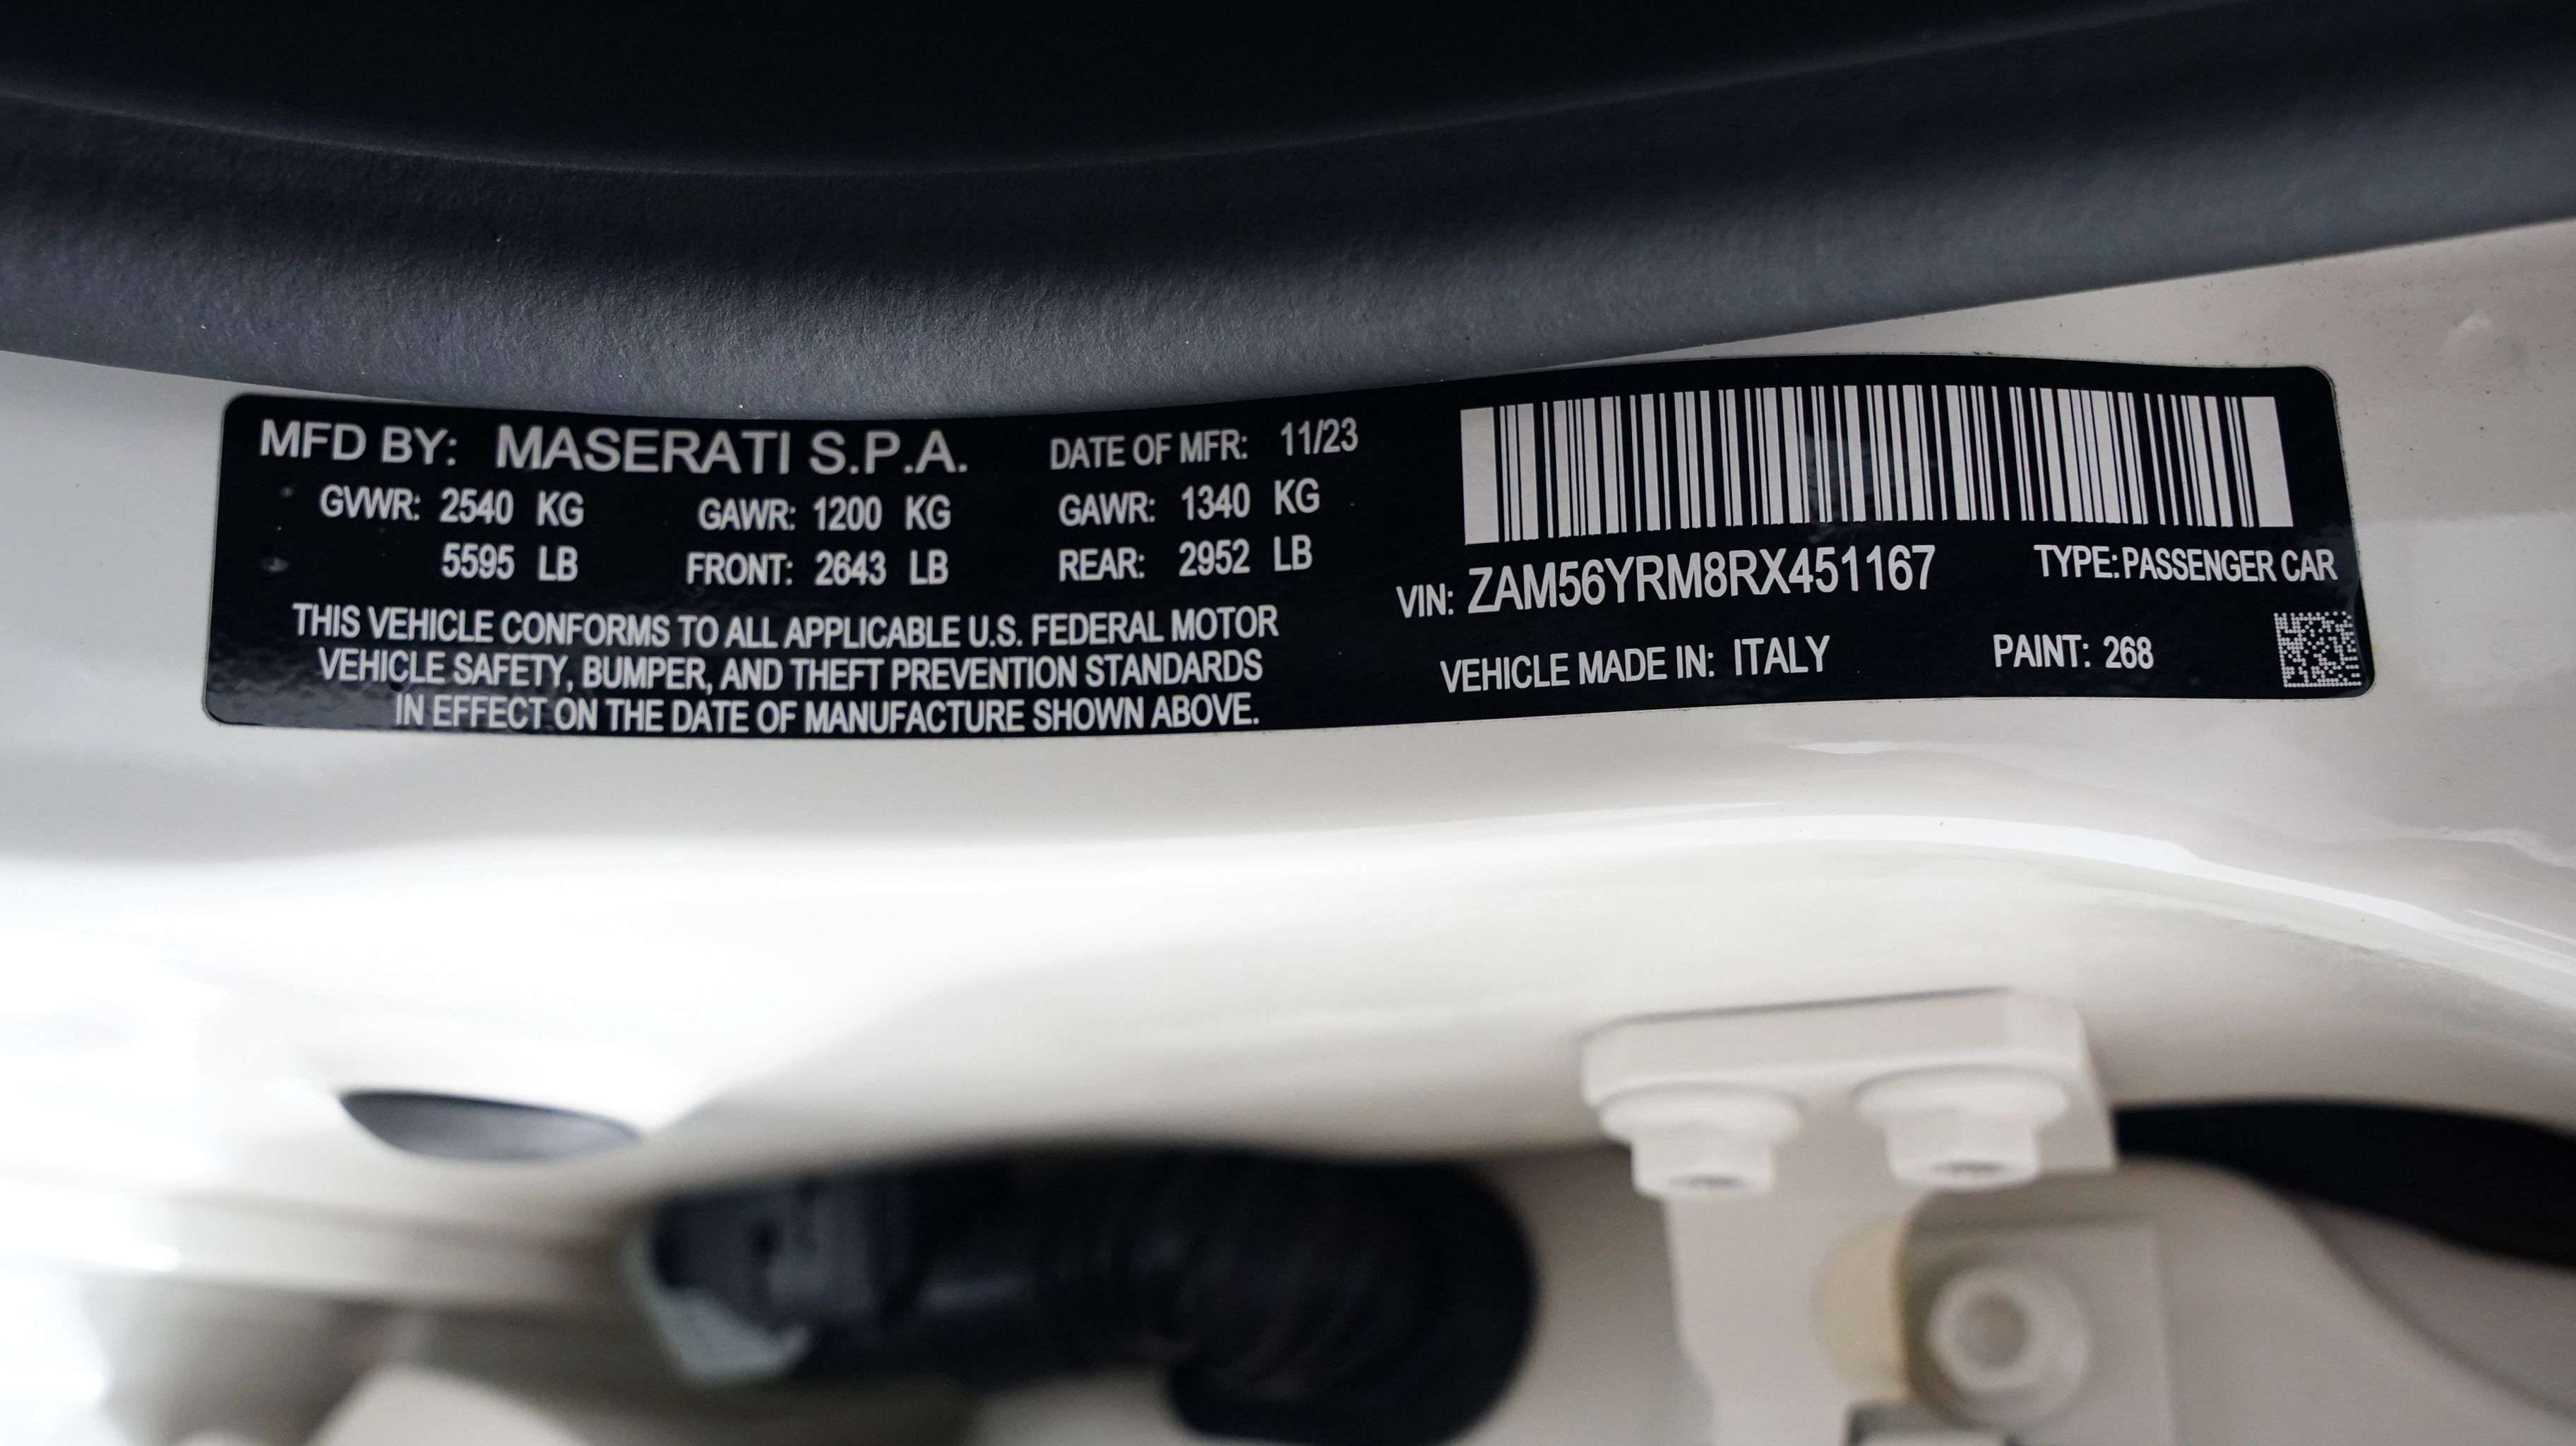 MFD BY: MASERATI S.P.A. DATE OF MFR: 11/23
GVWR: 2540 KG GAWR: 1200 KG GAWR: 1340 KG
5595 LB FRONT: 2643 LB REAR: 2952 LB
THIS VEHICLE CONFORMS TO ALL APPLICABLE U.S. FEDERAL MOTOR
VEHICLE SAFETY, BUMPER, AND THEFT PREVENTION STANDARDS
IN EFFECT ON THE DATE OF MANUFACTURE SHOWN ABOVE.
VIN: ZAM56YRM8RX451167 TYPE: PASSENGER CAR
VEHICLE MADE IN: ITALY PAINT: 268